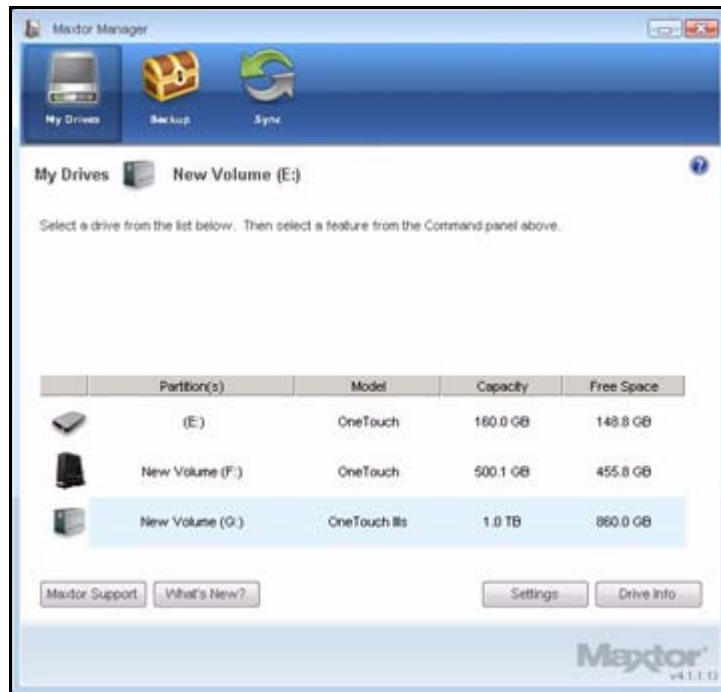 Maxtor Manager
My Drives Backup Sync
My Drives New Volume (E:)
Select a drive from the list below. Then select a feature from the Command panel above.
Partition(s) Model Capacity Free Space
(E:) OneTouch 160.0 GB 148.8 GB
New Volume (F:) OneTouch 500.1 GB 455.8 GB
New Volume (G:) OneTouch IIIs 1.0 TB 860.0 GB
Maxtor Support What's New? Settings Drive Info
Maxtor